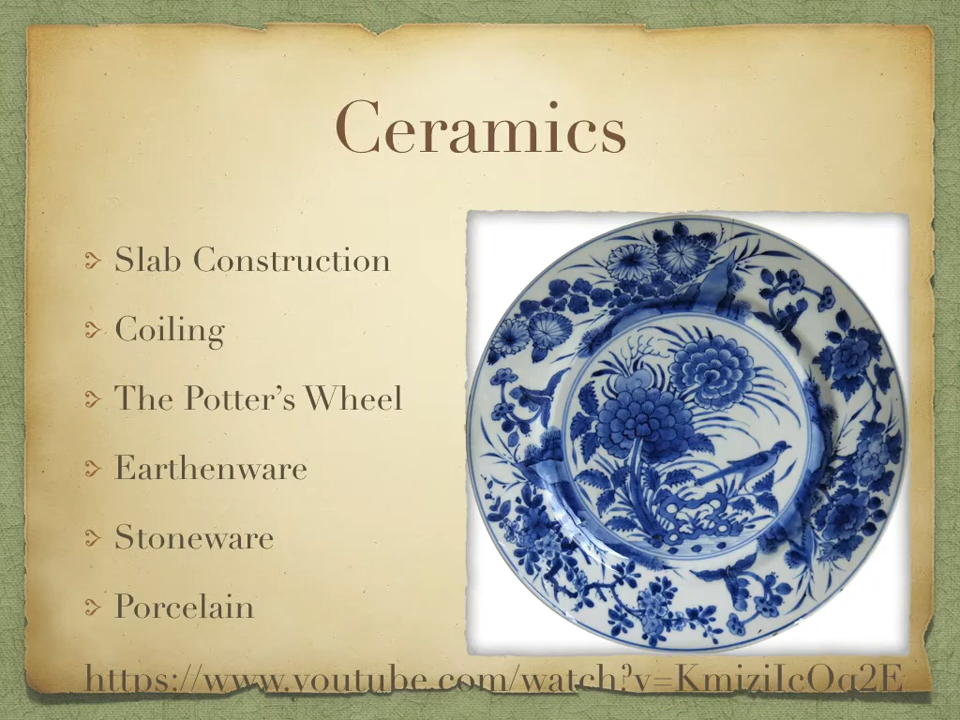 Ceramics
Slab Construction
Coiling
The Potter’s Wheel
Earthenware
Stoneware
Porcelain
https://www.youtube.com/watch?v=KmiziIcOq2E